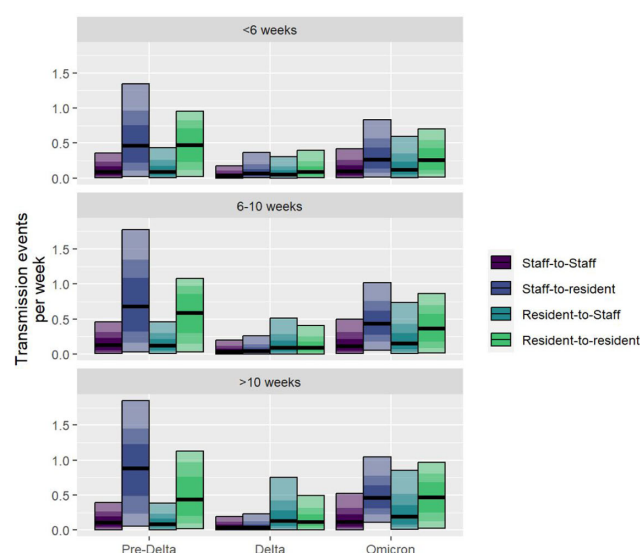 <6 weeks
1.5
1.0
0.5
0.0
6-10 weeks
1.5
1.0
0.5
0.0
>10 weeks
1.5
1.0
0.5
0.0
Transmission events
per week
Pre-Delta Delta Omicron
Staff-to-Staff
Staff-to-resident
Resident-to-Staff
Resident-to-resident